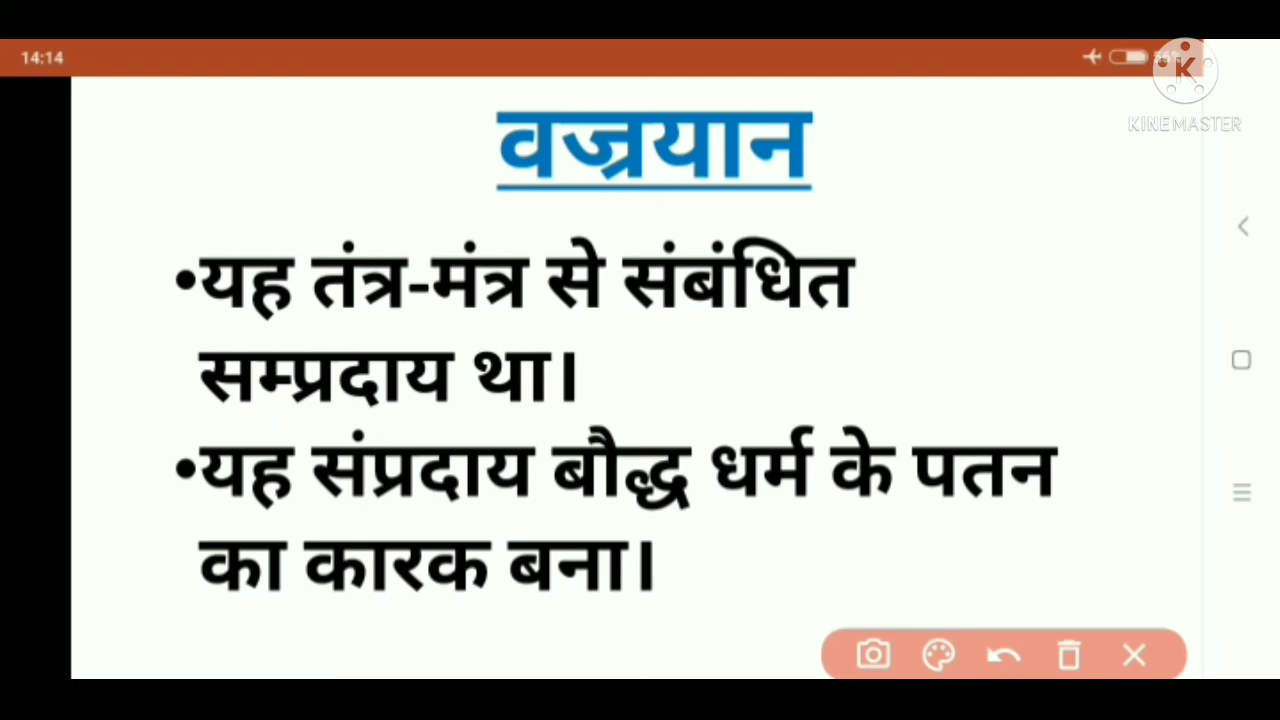 14:14
KINEMASTER
वज्रयान
•यह तंत्र-मंत्र से संबंधित
सम्प्रदाय था।
•यह संप्रदाय बौद्ध धर्म के पतन
का कारक बना।